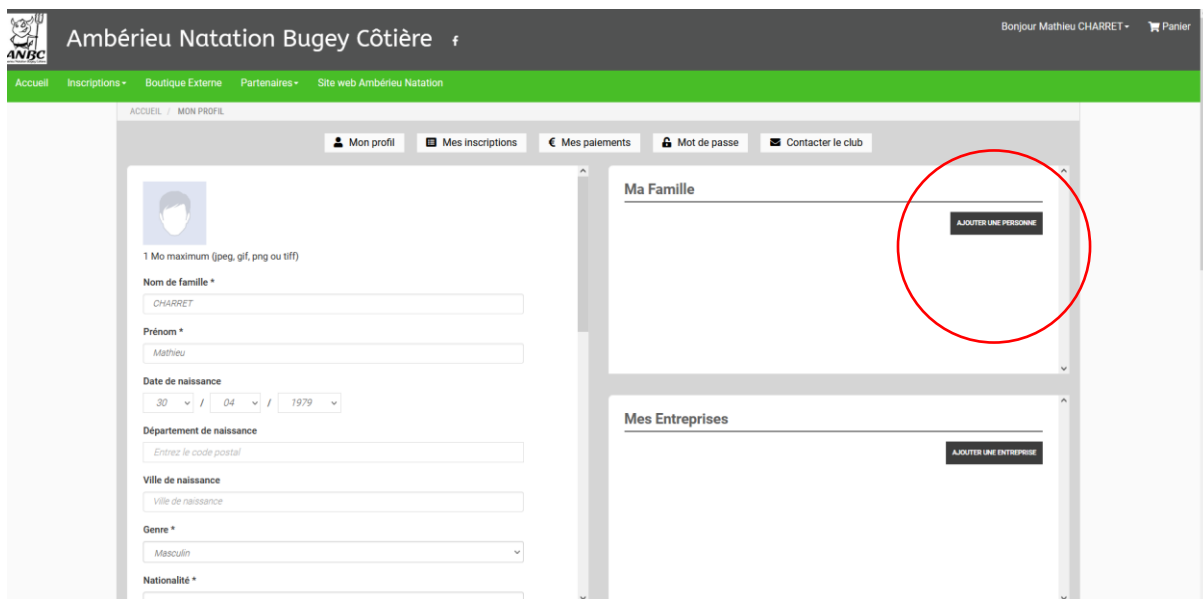 ANBC
Ambérieu Natation Bugey Côtière f
Bonjour Mathieu CHARRET
Panier
Accueil Inscriptions Boutique Externe Partenaires Site web Ambérieu Natation
ACCUEIL / MON PROFIL
Mon profil Mes inscriptions € Mes paiements Mot de passe Contacter le club
1 Mo maximum (jpeg, gif, png ou tiff)
Nom de famille *
CHARRET
Prénom *
Mathieu
Date de naissance
30 / 04 / 1979
Département de naissance
Entrez le code postal
Ville de naissance
Ville de naissance
Genre *
Masculin
Nationalité *
Ma Famille
AJOUTER UNE PERSONNE
Mes Entreprises
AJOUTER UNE ENTREPRISE